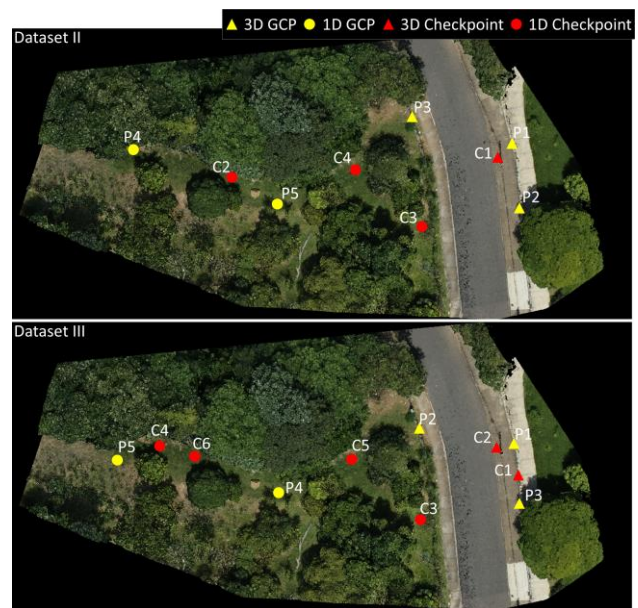 3D GCP 1D GCP 3D Checkpoint 1D Checkpoint
Dataset II
P3
P4
P1
C4
C1
C2
P5
P2
C3
Dataset III
P2
C4
C6
C5
C2
P1
P5
C1
P4
P3
C3